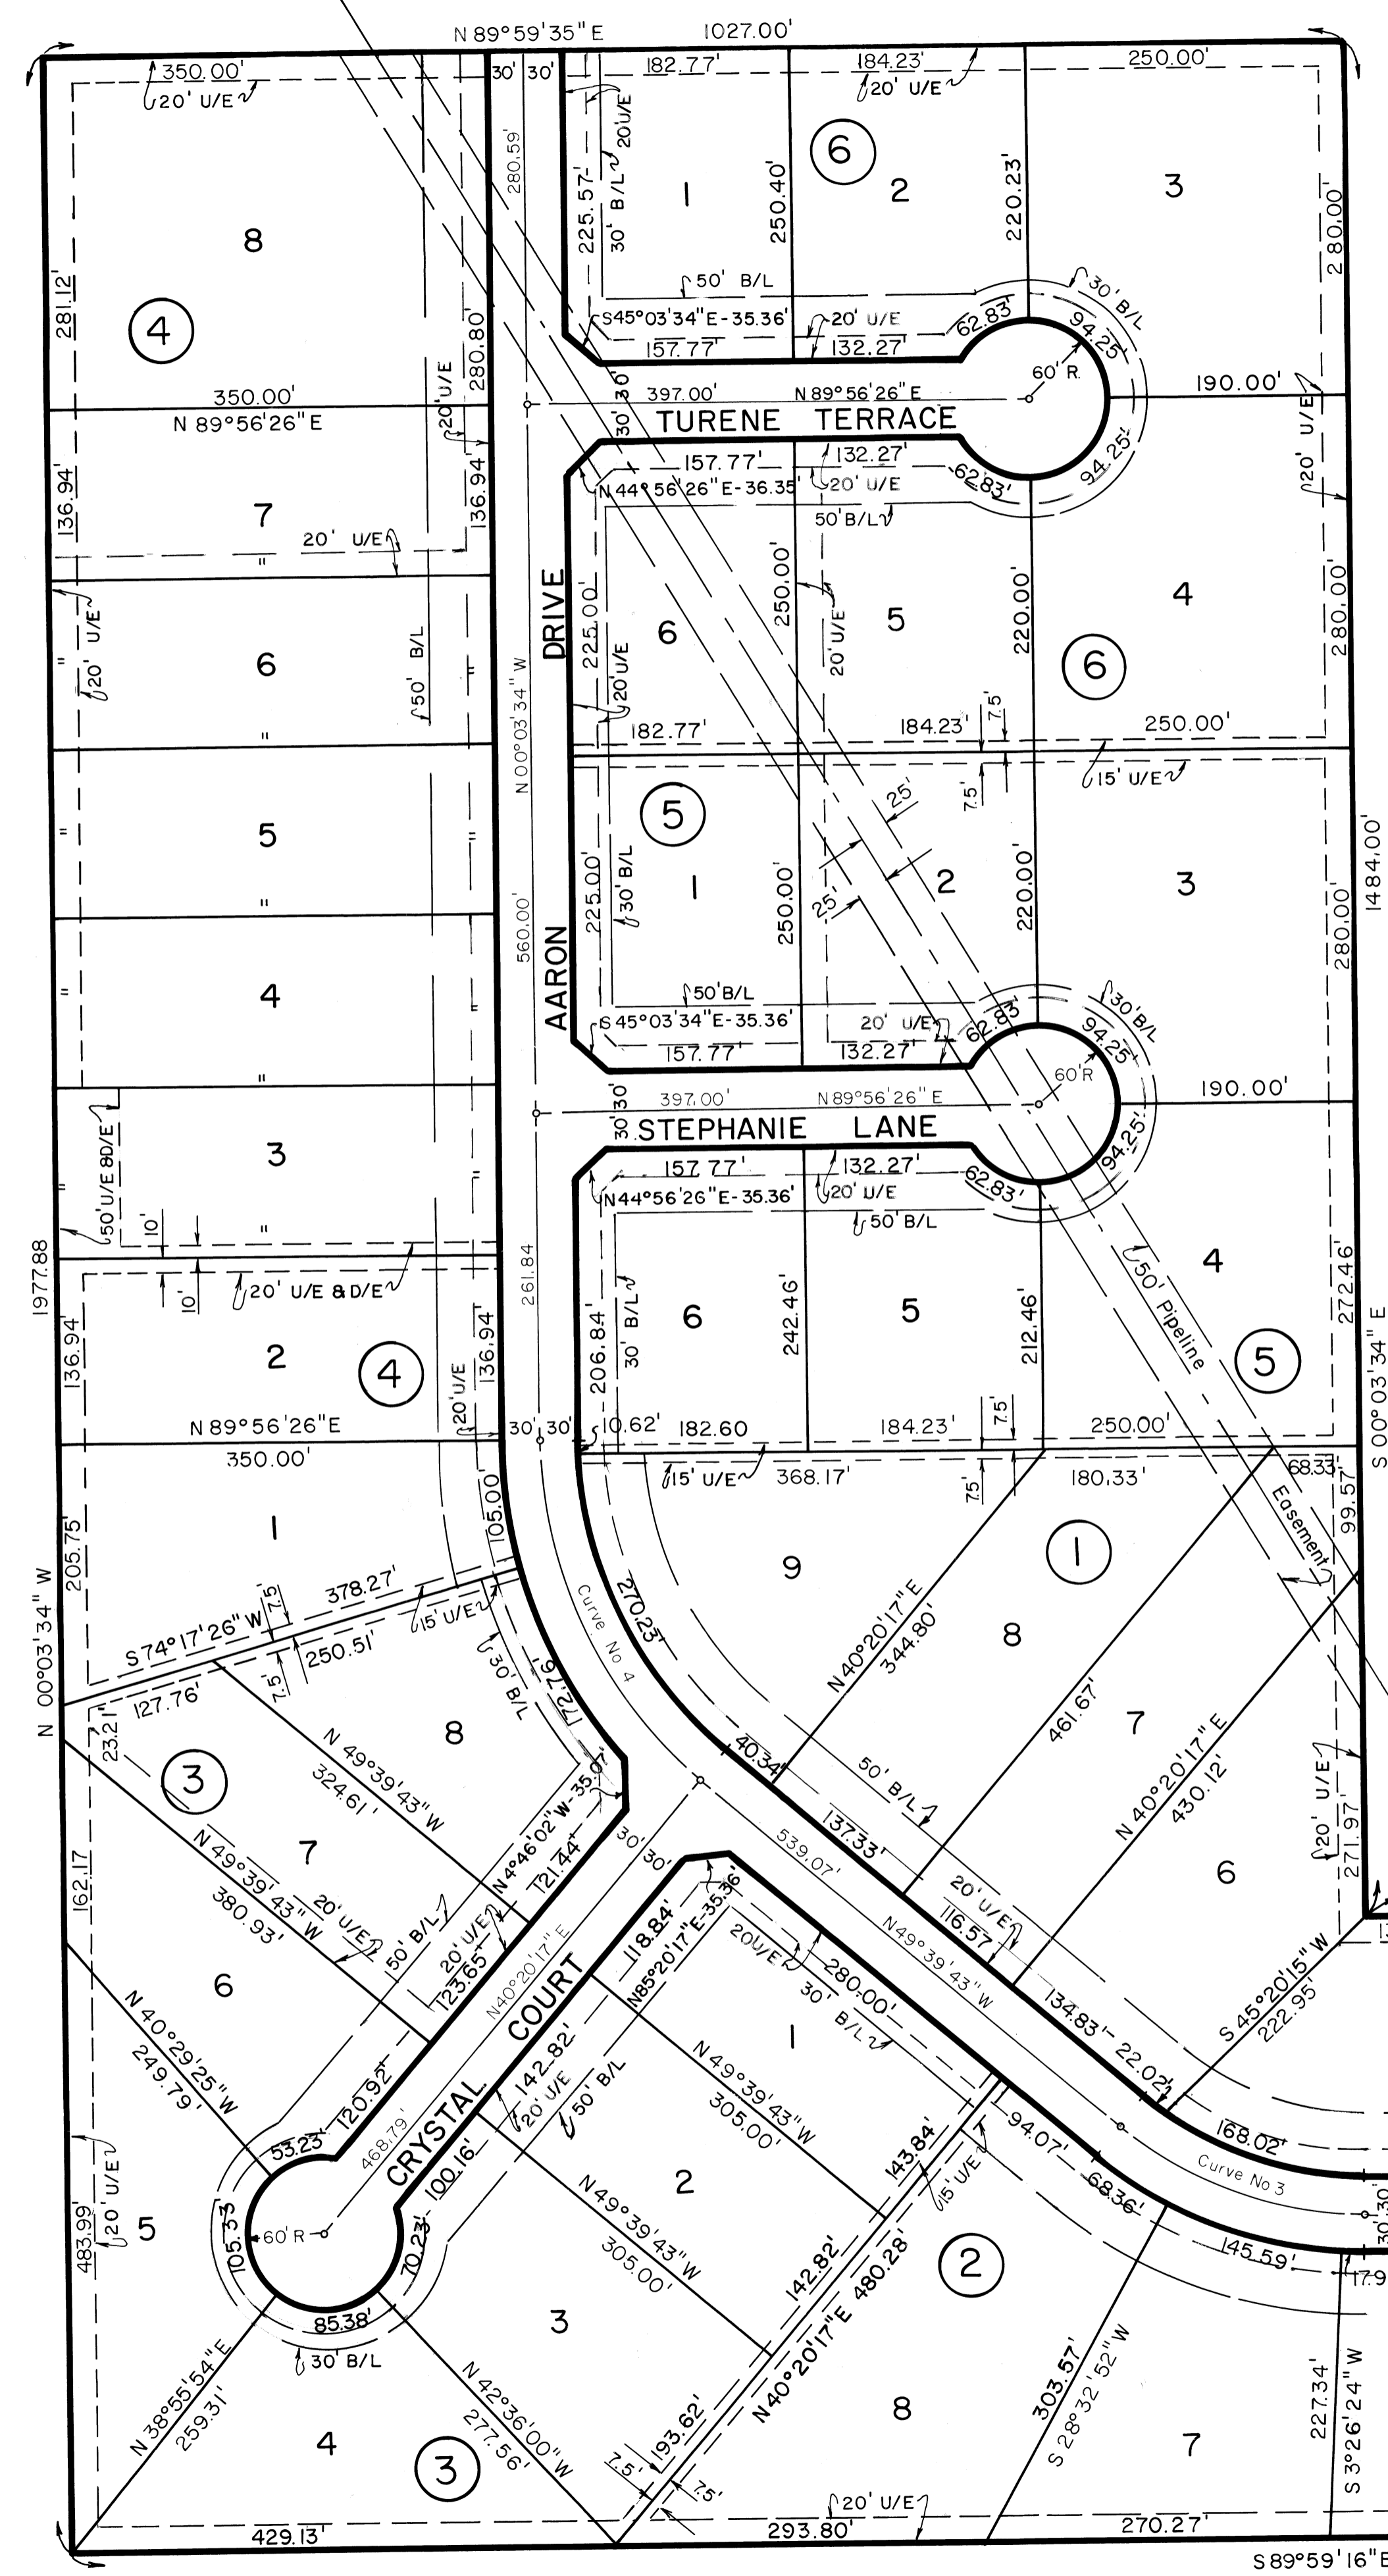 N 89°59'35" E
1027.00'
350.00'
20' U/E
30' 30'
182.77'
184.23'
20' U/E
250.00'
280.59'
20' U/E
225.57'
30' B/L
1
250.40'
6
2
220.23'
3
280.00'
8
281.12'
4
280.80'
20' U/E
50' B/L
30' B/L
S 45°03'34" E-35.36'
20' U/E
62.83'
94.25'
157.77'
132.27'
60' R.
350.00'
N 89°56'26" E
30' 30'
397.00'
N 89°56'26" E
190.00'
TURENE TERRACE
20' U/E
136.94'
7
136.94'
157.77'
132.27'
62.83'
94.25'
N 44°56'26" E-36.35'
20' U/E
50' B/L
20' U/E
"
20' U/E
50' B/L
"
6
"
"
DRIVE
225.00'
20' U/E
6
250.00'
20' U/E
5
220.00'
4
6
280.00'
N 00°03'34" W
182.77'
184.23'
7.5'
250.00'
7.5'
15' U/E
"
5
"
"
5
25'
25'
560.00'
225.00'
30' B/L
1
250.00'
2
220.00'
3
280.00'
1484.00'
"
4
"
AARON
50' B/L
30' B/L
S 45°03'34" E-35.36'
20' U/E
62.83'
94.25'
157.77'
132.27'
60' R
30' 30'
397.00'
N 89°56'26" E
190.00'
STEPHANIE LANE
50' U/E & D/E
3
"
"
"
157.77'
132.27'
62.83'
94.25'
N 44°56'26" E-35.36'
20' U/E
50' B/L
10'
10'
20' U/E & D/E
1977.88
261.84
136.94'
2
4
136.94'
20' U/E
206.84'
30' B/L
6
242.46'
5
212.46'
50' Pipeline
4
5
272.46'
S 00°03'34" E
N 89°56'26" E
350.00'
30' 30'
10.62'
182.60
184.23'
7.5'
250.00'
15' U/E
368.17'
7.5'
180.33'
68.33'
99.57'
Easement
205.75'
1
105.00'
378.27'
7.5'
15' U/E
S 74°17'26" W
250.51'
7.5'
127.76'
23.21'
N 00°03'34" W
Curve No 4
270.23'
9
1
N 40°20'17" E
344.80'
8
30' B/L
172.76'
8
3
N 49°39'43" W
324.61'
7
N 49°39'43" W
380.93'
20' U/E
50' B/L
20' U/E
N 4°46'02" W-35.07'
121.44'
123.65'
30' 30'
40.34'
50' B/L
461.67'
7
N 40°20'17" E
430.12'
20' U/E
271.97'
137.33'
539.07'
6
162.17
6
N 40°29'25" W
249.79'
N 40°20'17" E
118.84'
N 85°20'17" E-35.36'
20' U/E
280.00'
30' B/L
20' U/E
116.57
N 49°39'43" W
134.83'
22.02'
S 45°20'15" W
222.95'
CRYSTAL COURT
120.92'
468.79'
142.82'
20' U/E
50' B/L
100.16'
1
N 49°39'43" W
305.00'
143.84'
15' U/E
94.07'
168.02'
Curve No 3
68.36'
145.59'
30' 30'
17.9
53.23'
105.33'
60' R
70.23'
85.38'
30' B/L
20' U/E
5
483.99'
2
N 49°39'43" W
305.00'
142.82'
N 40°20'17" E 480.28'
2
3
N 38°55'54" E
259.31'
4
3
N 42°36'00" W
277.56'
193.62'
7.5'
7.5'
8
303.57'
S 28°32'52" W
7
227.34'
S 3°26'24" W
20' U/E
429.13'
293.80'
270.27'
S 89°59'16" E